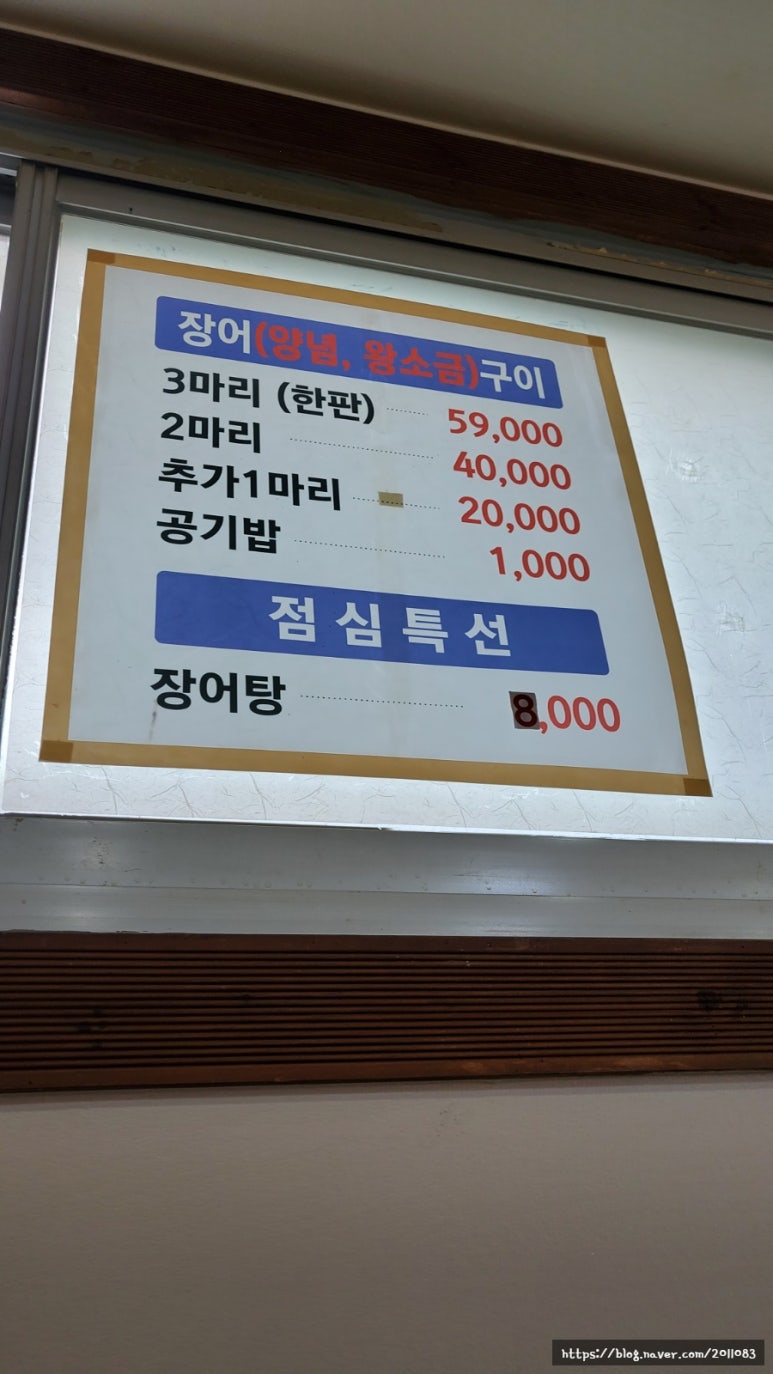 장어(양념, 왕소금)구이
3마리 (한판) 59,000
2마리 40,000
추가1마리 20,000
공기밥 1,000
점심특선
장어탕 8,000
https://blog.naver.com/2011083